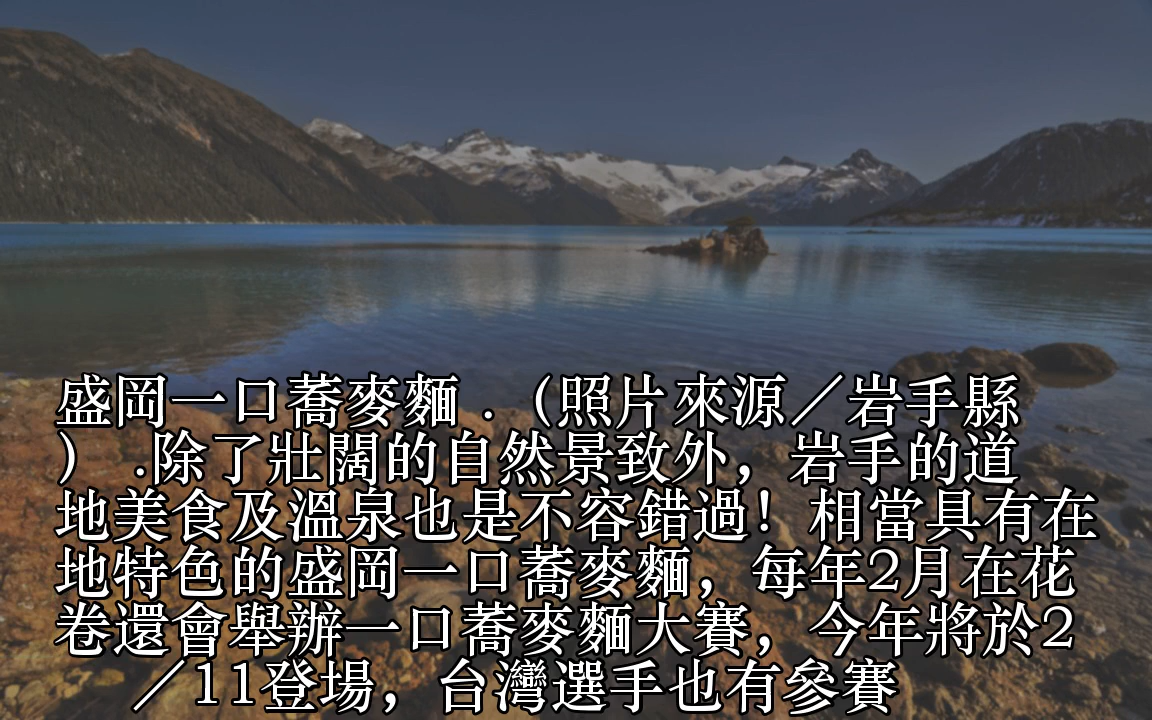 盛岡一口蕎麥麵 .（照片來源／岩手縣
） .除了壯闊的自然景致外，岩手的道
地美食及溫泉也是不容錯過！相當具有在
地特色的盛岡一口蕎麥麵，每年2月在花
卷還會舉辦一口蕎麥麵大賽，今年將於2
／11登場，台灣選手也有參賽